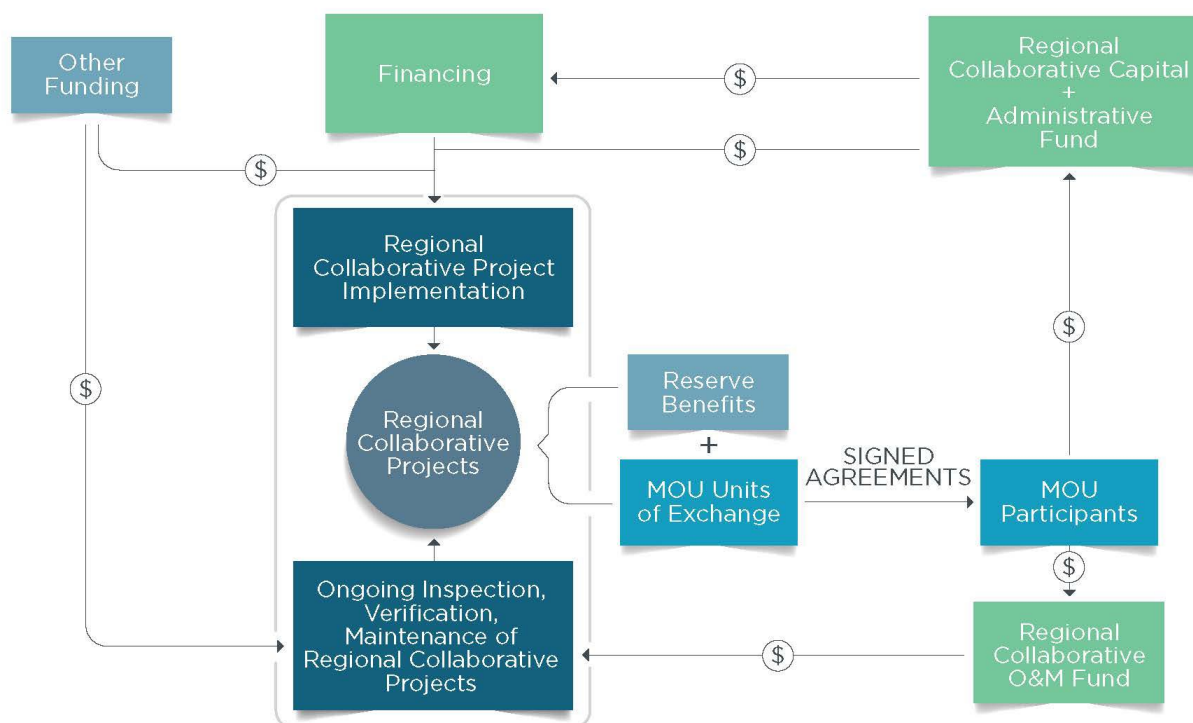 Other
Funding
Financing
Regional
Collaborative Capital
+
Administrative
Fund
$
$
$
Regional
Collaborative Project
Implementation
$
$
Regional
Collaborative
Projects
Reserve
Benefits
+
MOU Units
of Exchange
SIGNED
AGREEMENTS
MOU
Participants
$
Ongoing Inspection,
Verification,
Maintenance of
Regional Collaborative
Projects
$
Regional
Collaborative
O&M Fund